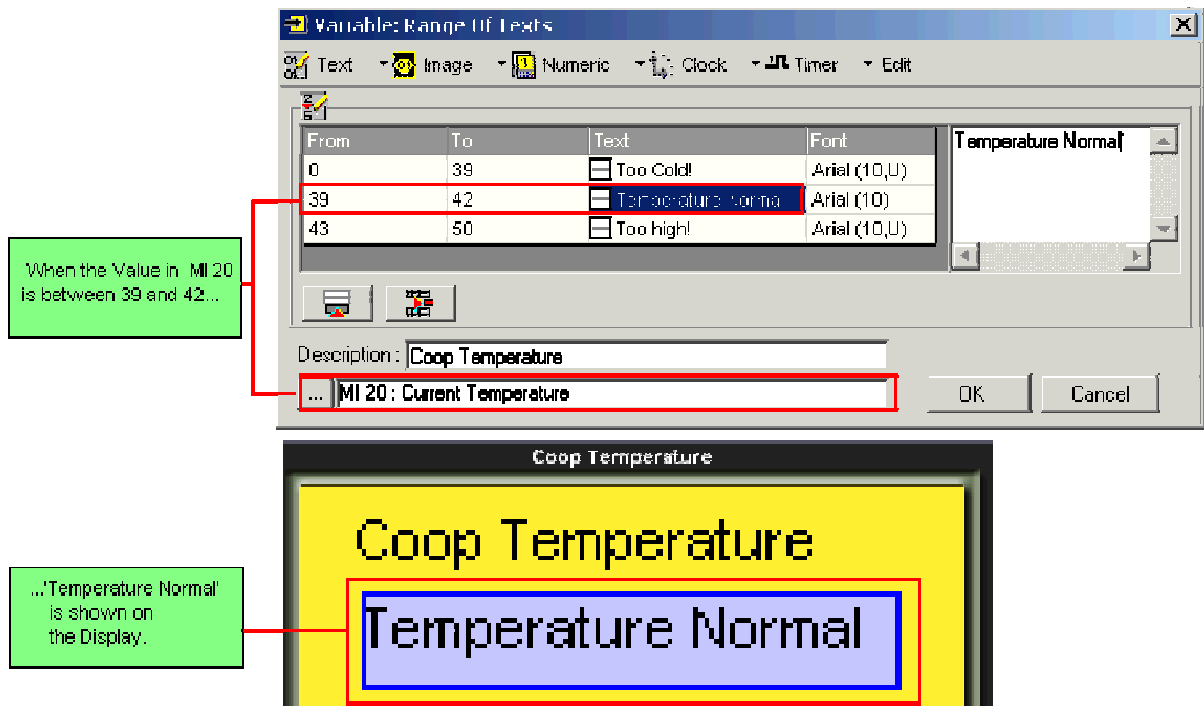 Variable: Range Of Texts
Text Image Numeric Clock Timer Edit
From To Text Font
0 39 Too Cold! Arial (10,U)
39 42 Temperature Norma Arial (10)
43 50 Too high! Arial (10,U)
Temperature Normal
When the Value in MI 20
is between 39 and 42...
Description : Coop Temperature
... MI 20 : Current Temperature
OK Cancel
Coop Temperature
Coop Temperature
Temperature Normal
...'Temperature Normal'
is shown on
the Display.